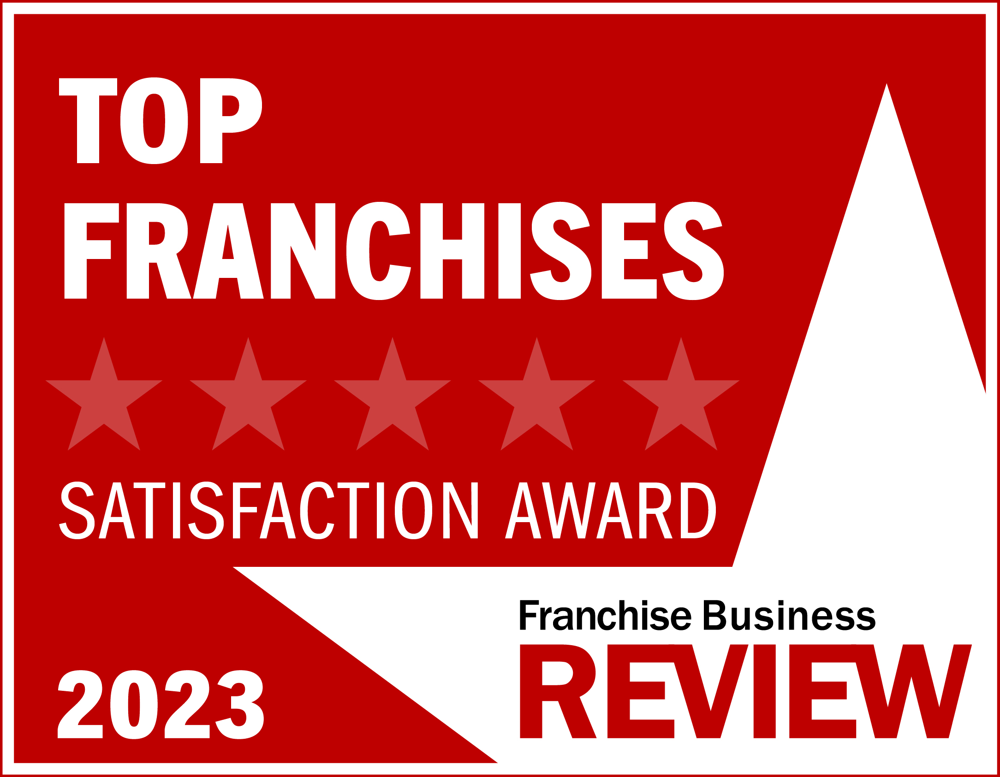 TOP
FRANCHISES
SATISFACTION AWARD
2023
Franchise Business
REVIEW